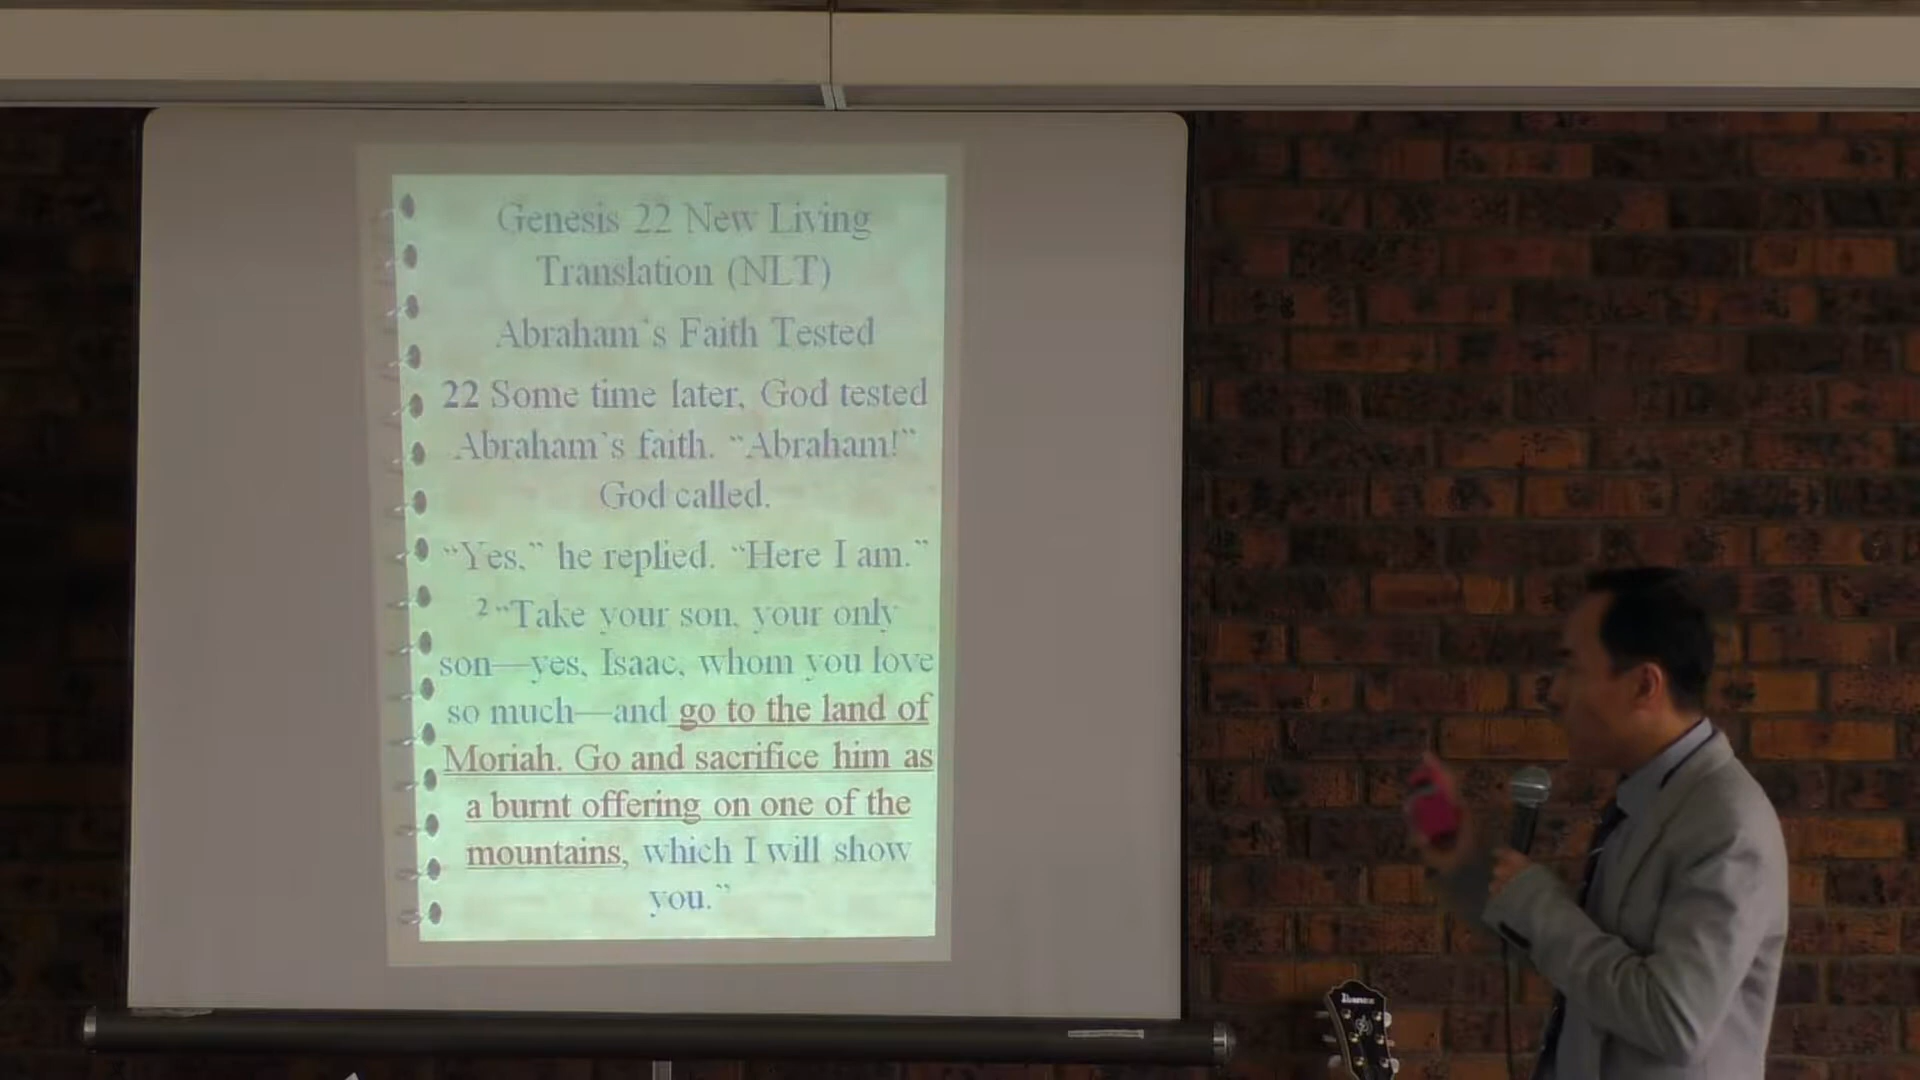 Genesis 22 New Living
Translation (NLT)
Abraham's Faith Tested
22 Some time later, God tested
Abraham's faith. “Abraham!”
God called.
“Yes,” he replied. “Here I am.”
2 “Take your son, your only
son—yes, Isaac, whom you love
so much—and go to the land of
Moriah. Go and sacrifice him as
a burnt offering on one of the
mountains, which I will show
you.”
Ibanez